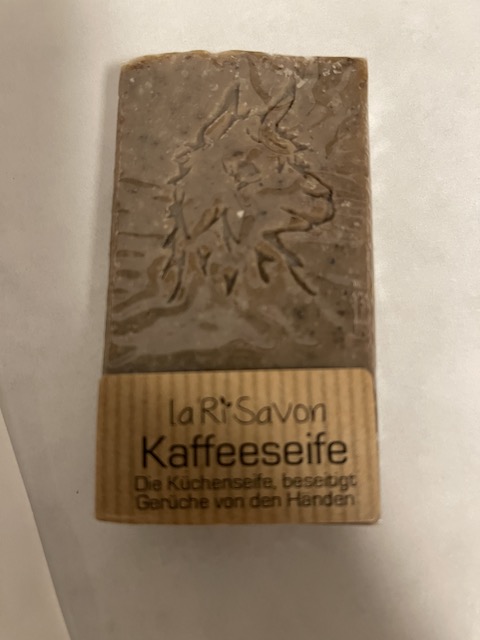 la'Ri Savon
Kaffeeseife
Die Küchenseife, beseitigt
Gerüche von den Händen